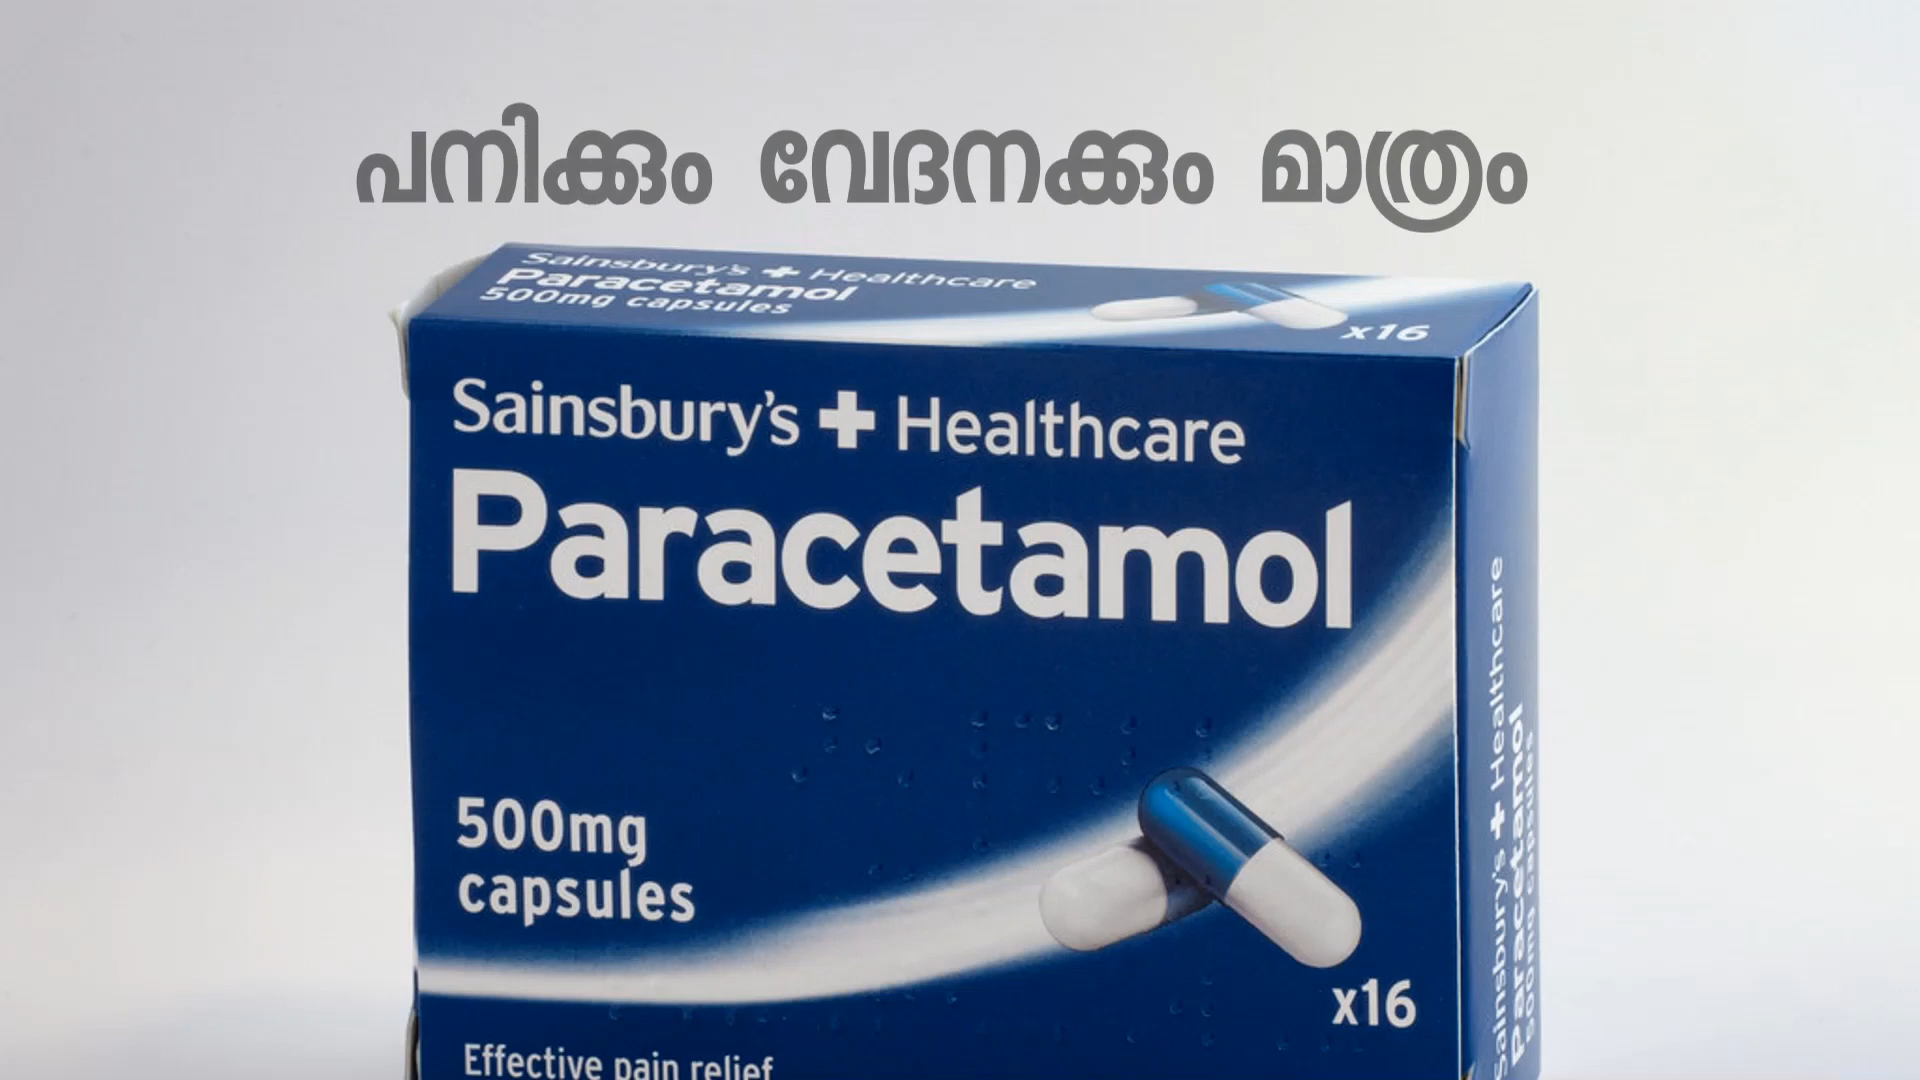 പനിക്കും വേദനക്കും മാത്രം
Sainsbury's + Healthcare
Paracetamol
500mg capsules
x16
Sainsbury's + Healthcare
Paracetamol
500mg
capsules
x16
Effective pain relief
Sainsbury's + Healthcare
Paracetamol
500mg capsules